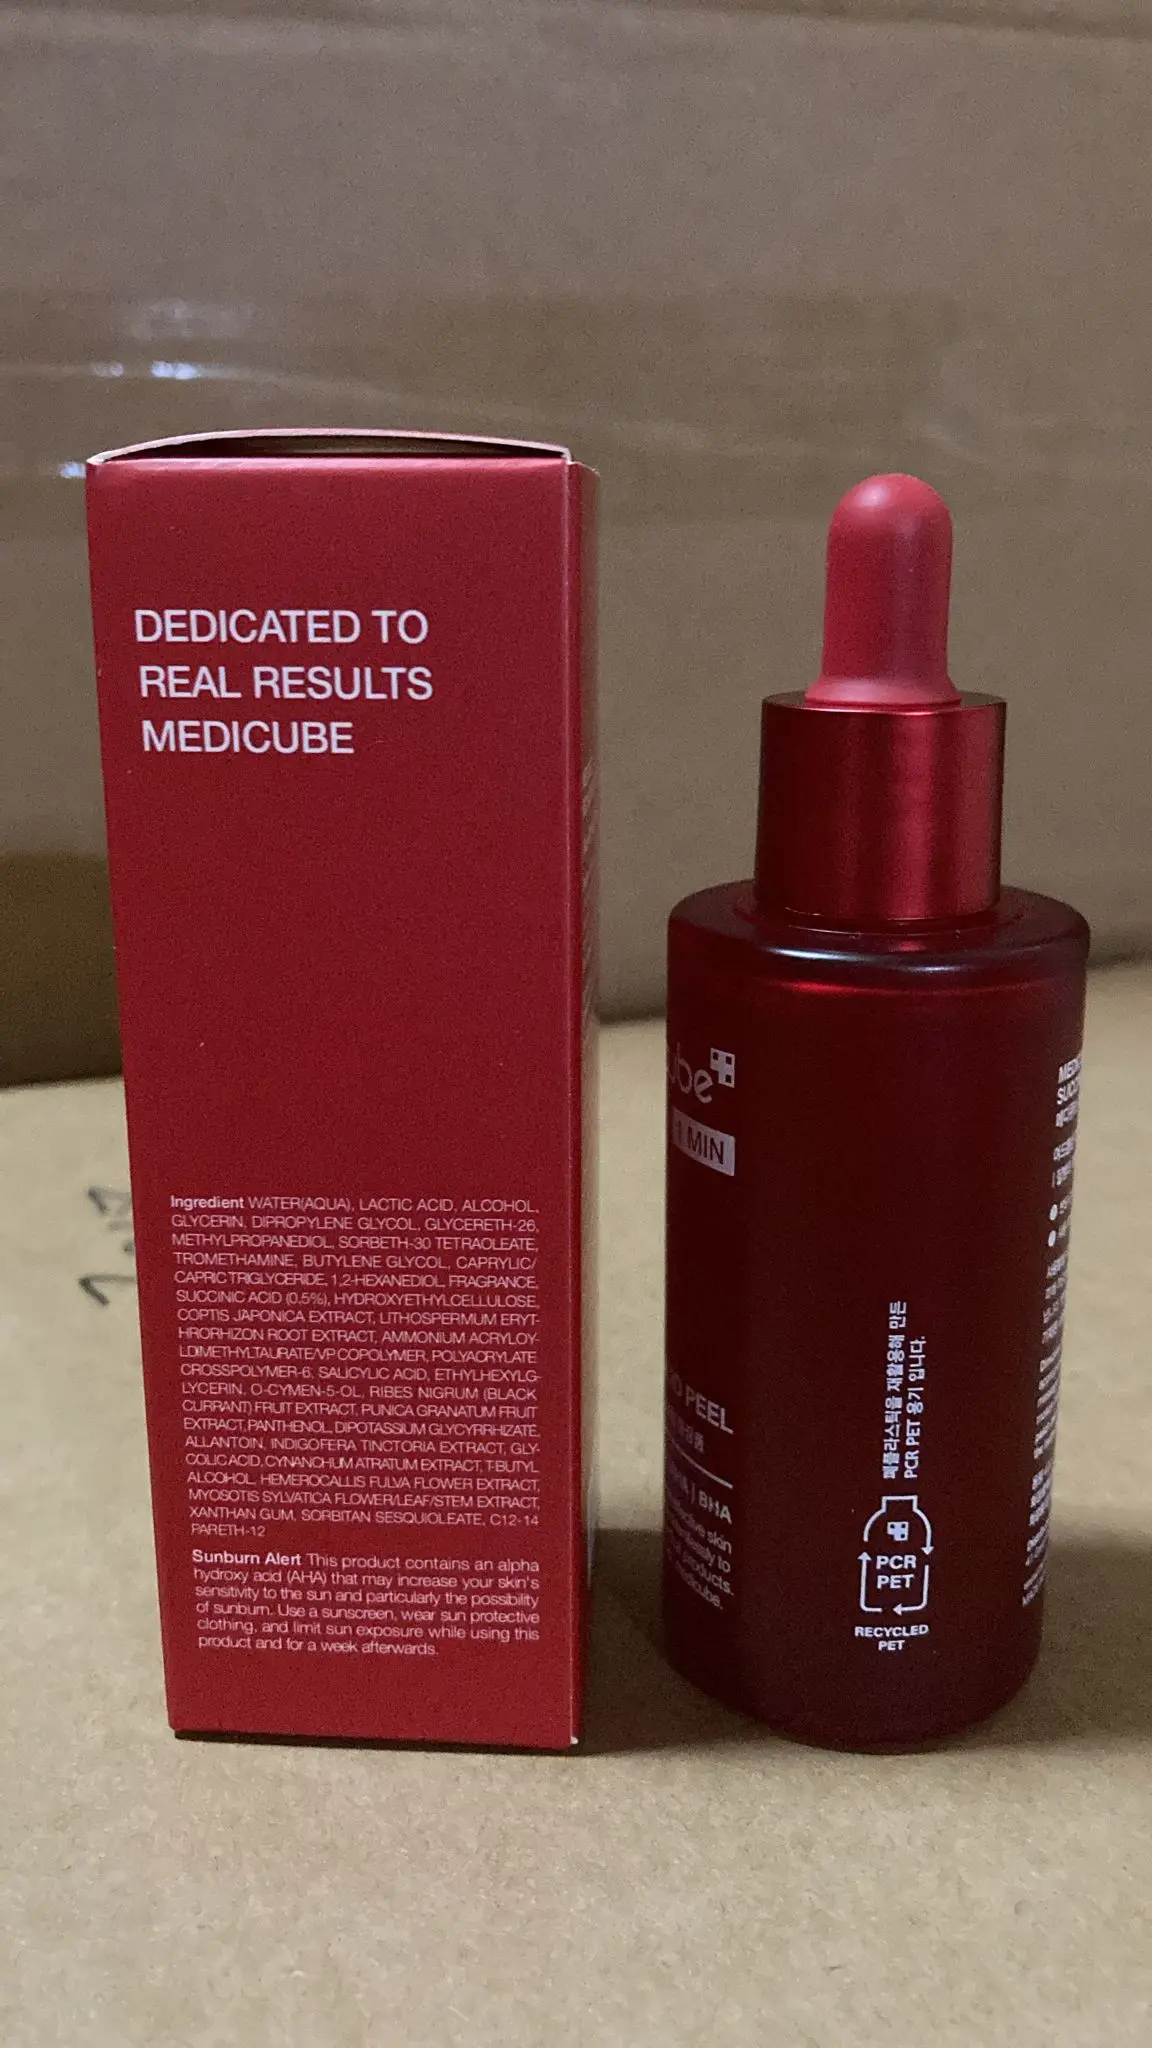 DEDICATED TO
REAL RESULTS
MEDICUBE
Ingredient WATER(AQUA), LACTIC ACID, ALCOHOL,
GLYCERIN, DIPROPYLENE GLYCOL, GLYCERETH-26,
METHYLPROPANEDIOL, SORBETH-30 TETRAOLEATE,
TROMETHAMINE, BUTYLENE GLYCOL, CAPRYLIC/
CAPRIC TRIGLYCERIDE, 1,2-HEXANEDIOL, FRAGRANCE,
SUCCINIC ACID (0.5%), HYDROXYETHYLCELLULOSE,
COPTIS JAPONICA EXTRACT, LITHOSPERMUM ERYT-
HRORHIZON ROOT EXTRACT, AMMONIUM ACRYLOY-
LDIMETHYLTAURATE/VP COPOLYMER, POLYACRYLATE
CROSSPOLYMER-6, SALICYLIC ACID, ETHYLHEXYLG-
LYCERIN, O-CYMEN-5-OL, RIBES NIGRUM (BLACK
CURRANT) FRUIT EXTRACT, PUNICA GRANATUM FRUIT
EXTRACT, PANTHENOL, DIPOTASSIUM GLYCYRRHIZATE,
ALLANTOIN, INDIGOFERA TINCTORIA EXTRACT, GLY-
COLIC ACID, CYNANCHUM ATRATUM EXTRACT, T-BUTYL
ALCOHOL, HEMEROCALLIS FULVA FLOWER EXTRACT,
MYOSOTIS SYLVATICA FLOWER/LEAF/STEM EXTRACT,
XANTHAN GUM, SORBITAN SESQUIOLEATE, C12-14
PARETH-12
Sunburn Alert This product contains an alpha
hydroxy acid (AHA) that may increase your skin's
sensitivity to the sun and particularly the possibility
of sunburn. Use a sunscreen, wear sun protective
clothing, and limit sun exposure while using this
product and for a week afterwards.
ube
1 MIN
PEEL
| BHA
skin
to
products.
medicube.
페플라스틱을 재활용해 만든
PCR PET 용기 입니다.
PCR
PET
RECYCLED
PET